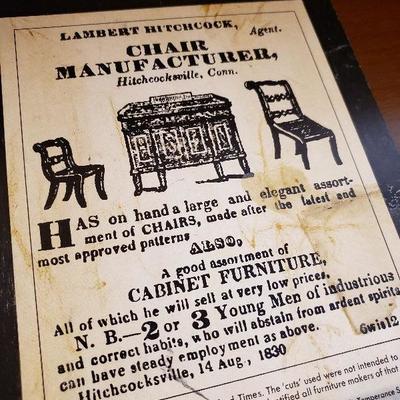 LAMBERT HITCHCOCK, Agent.
CHAIR
MANUFACTURER,
Hitchcocksville, Conn.
HAS on hand a large and elegant assort-
ment of CHAIRS, made after the latest and
most approved patterns
ALSO,
a good assortment of
CABINET FURNITURE,
All of which he will sell at very low prices.
N. B.—2 or 3 Young Men of industrious
and correct habits, who will abstain from ardent spirits
can have steady employment as above.
Hitchcocksville, 14 Aug., 1830 6wis12
Times. The 'cuts' used were not intended to
all furniture makers of that
Temperance